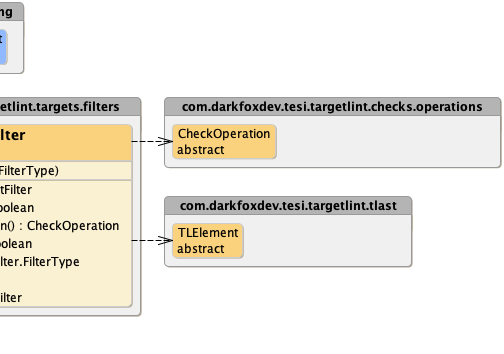 ng
t
etlint.targets.filters
lter
FilterType)
tFilter
oolean
n() : CheckOperation
oolean
lter.FilterType
ilter
com.darkfoxdev.tesi.targetlint.checks.operations
CheckOperation
abstract
com.darkfoxdev.tesi.targetlint.tlast
TLElement
abstract